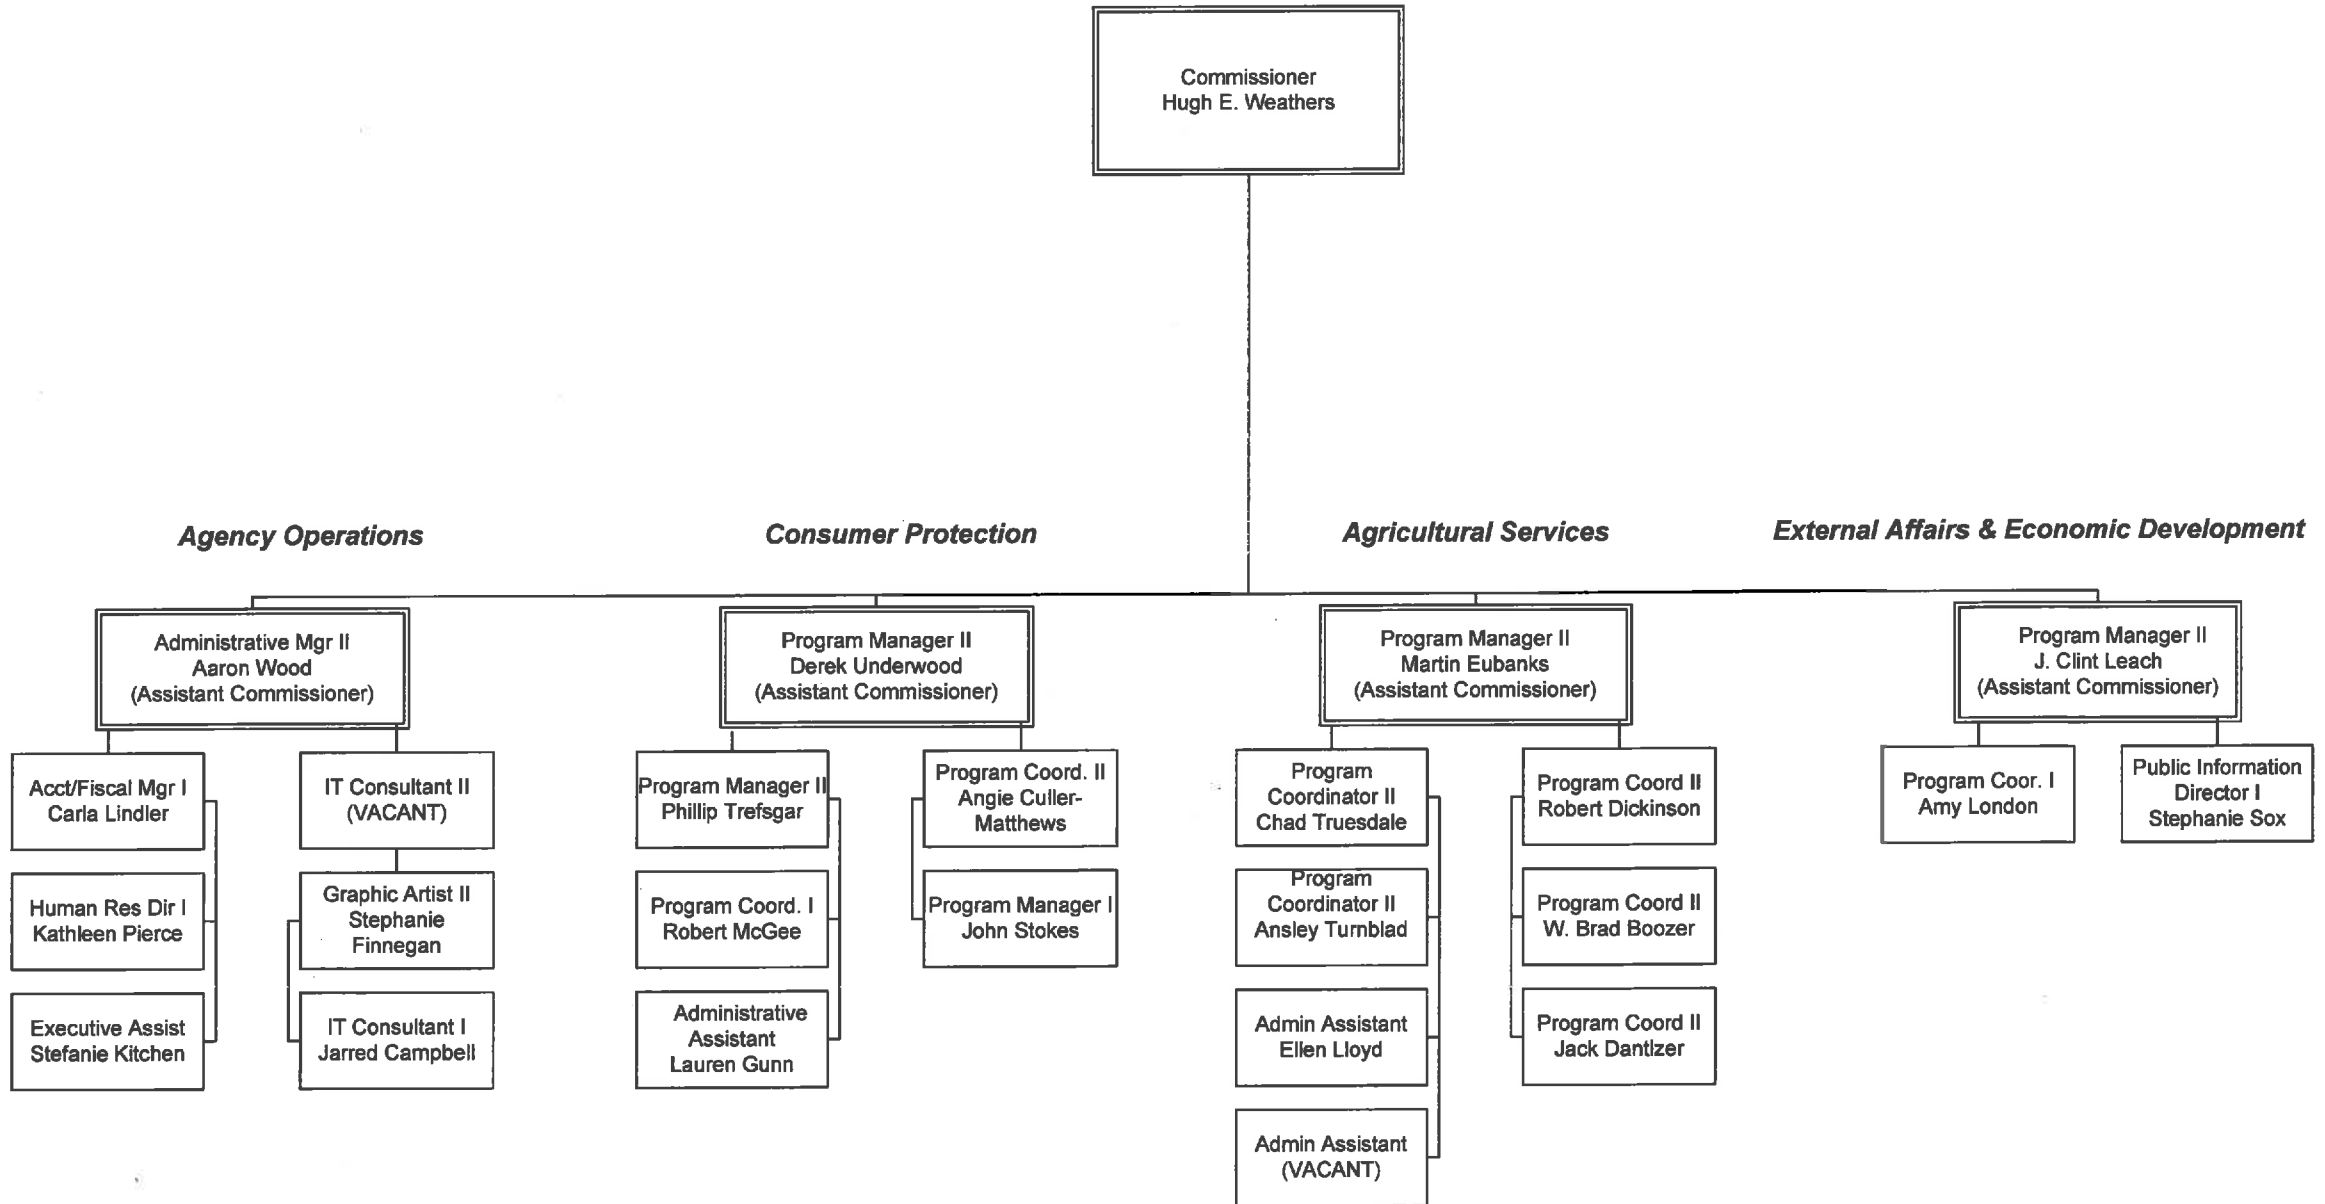 Commissioner
Hugh E. Weathers
Agency Operations
Consumer Protection
Agricultural Services
External Affairs & Economic Development
Administrative Mgr II
Aaron Wood
(Assistant Commissioner)
Program Manager II
Derek Underwood
(Assistant Commissioner)
Program Manager II
Martin Eubanks
(Assistant Commissioner)
Program Manager II
J. Clint Leach
(Assistant Commissioner)
Acct/Fiscal Mgr I
Carla Lindler
Human Res Dir I
Kathleen Pierce
Executive Assist
Stefanie Kitchen
IT Consultant II
(VACANT)
Graphic Artist II
Stephanie
Finnegan
IT Consultant I
Jarred Campbell
Program Manager II
Phillip Trefsgar
Program Coord. I
Robert McGee
Administrative
Assistant
Lauren Gunn
Program Coord. II
Angie Culler-
Matthews
Program Manager I
John Stokes
Program
Coordinator II
Chad Truesdale
Program
Coordinator II
Ansley Turnblad
Admin Assistant
Ellen Lloyd
Admin Assistant
(VACANT)
Program Coord II
Robert Dickinson
Program Coord II
W. Brad Boozer
Program Coord II
Jack Dantlzer
Program Coor. I
Amy London
Public Information
Director I
Stephanie Sox